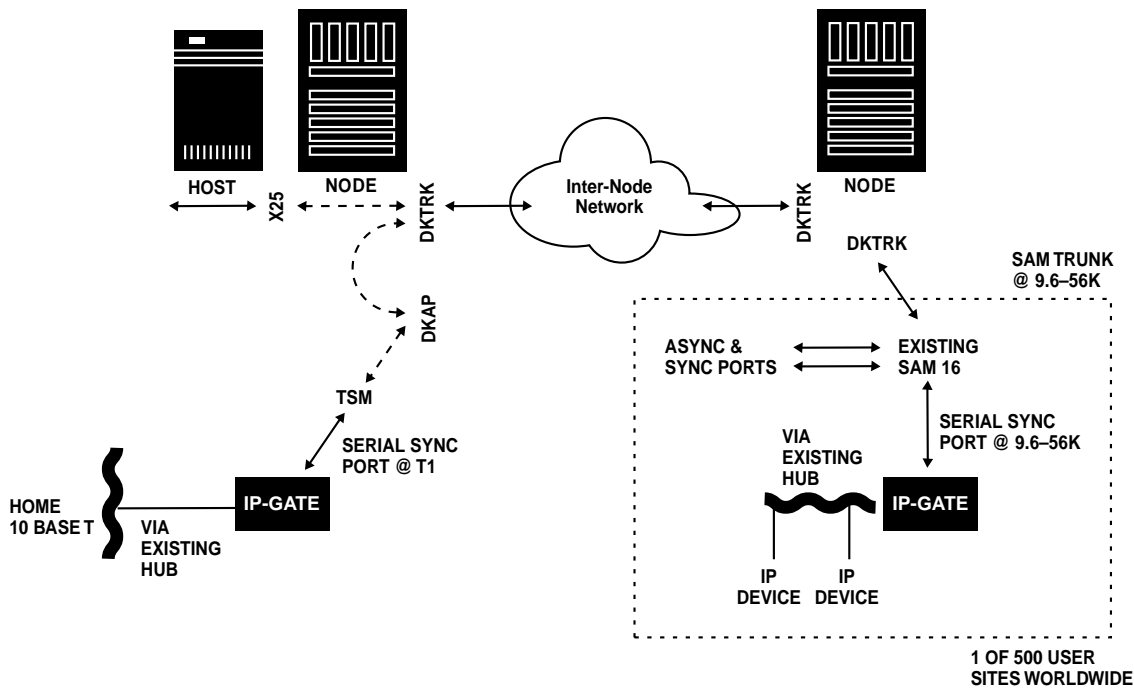 HOST
X25
NODE
DKTRK
Inter-Node
Network
DKTRK
NODE
DKTRK
SAM TRUNK
@ 9.6–56K
DKAP
ASYNC &
SYNC PORTS
EXISTING
SAM 16
TSM
SERIAL SYNC
PORT @ T1
SERIAL SYNC
PORT @ 9.6–56K
VIA
EXISTING
HUB
HOME
10 BASE T
VIA
EXISTING
HUB
IP-GATE
IP-GATE
IP
DEVICE
IP
DEVICE
1 OF 500 USER
SITES WORLDWIDE